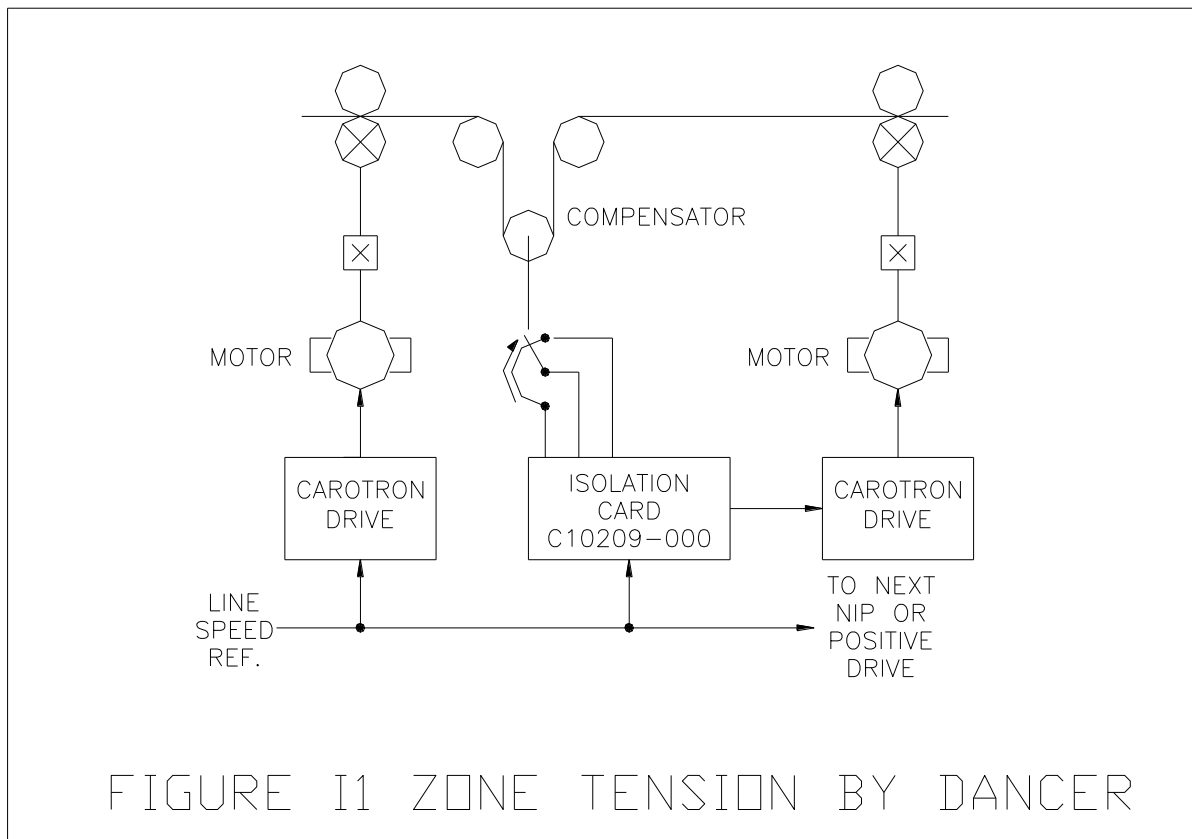 COMPENSATOR
MOTOR
MOTOR
CAROTRON
DRIVE
ISOLATION
CARD
C10209-000
CAROTRON
DRIVE
LINE
SPEED
REF.
TO NEXT
NIP OR
POSITIVE
DRIVE
FIGURE I1 ZONE TENSION BY DANCER